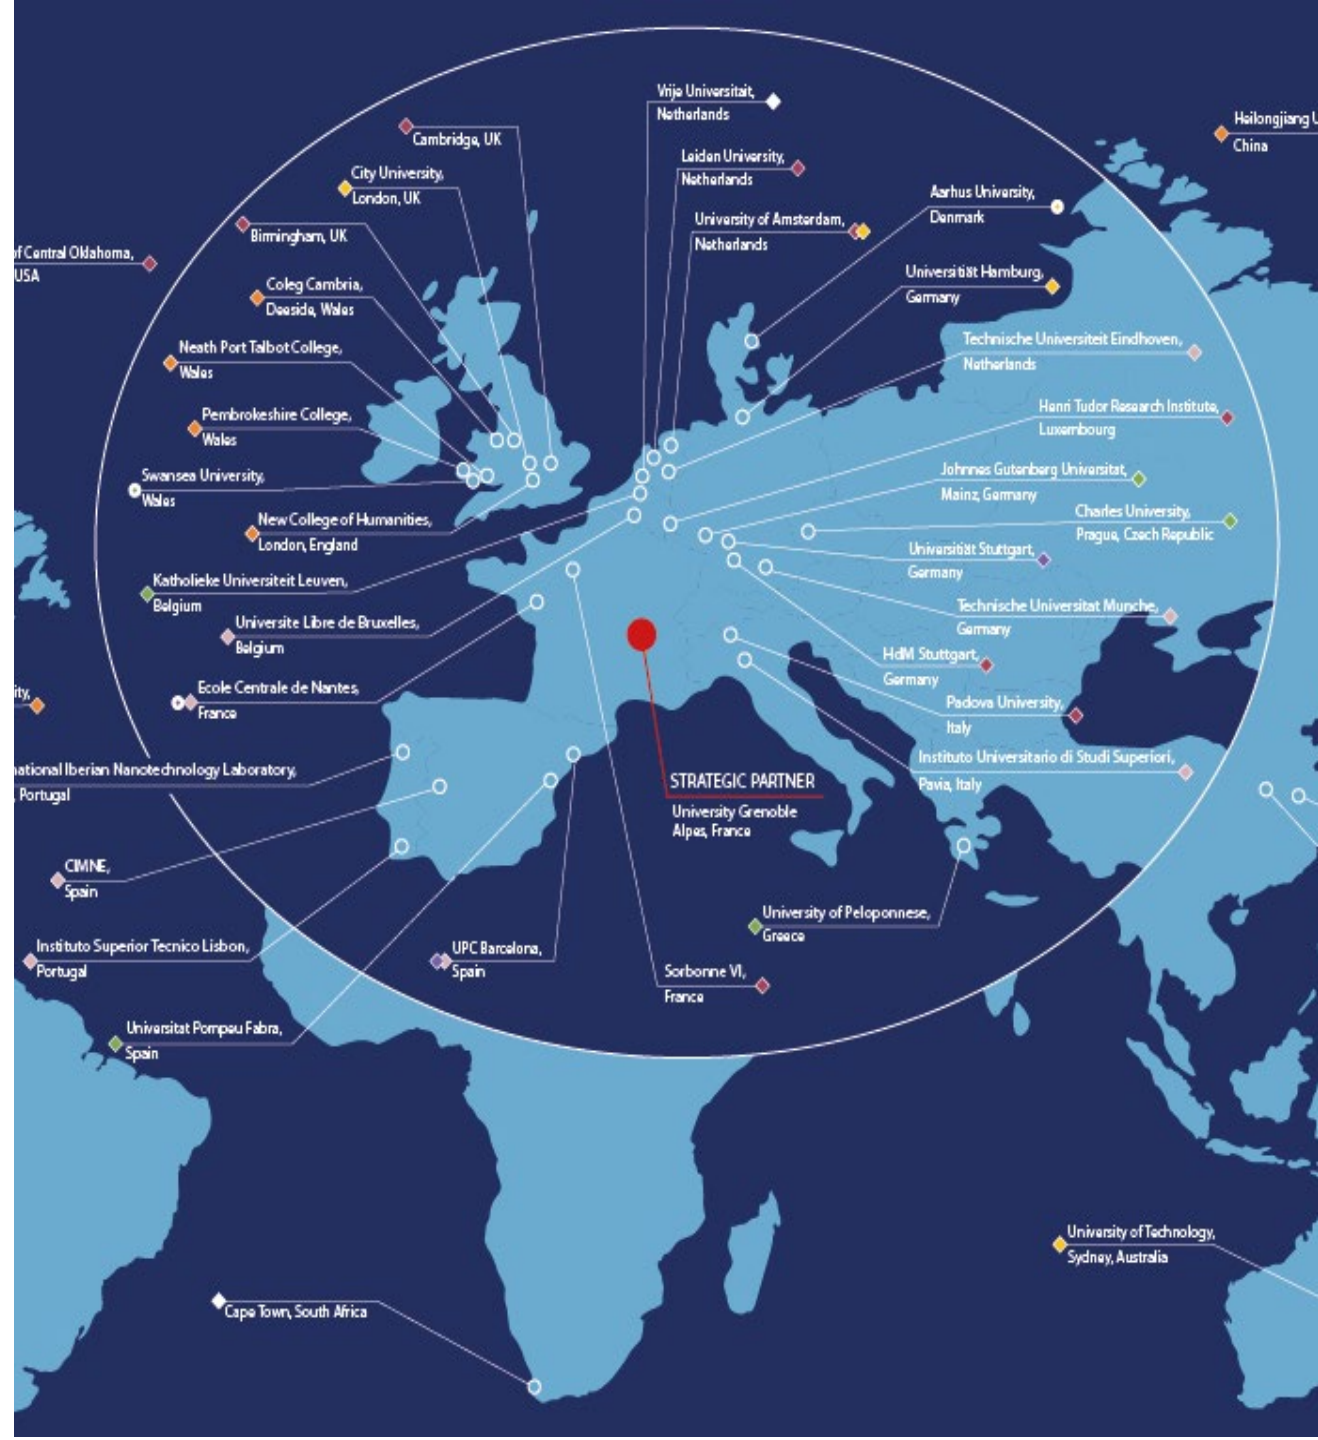 Vrije Universitait,
Netherlands
Cambridge, UK
Heilongjiang U
China
Leiden University,
Netherlands
City University,
London, UK
Aarhus University,
Denmark
University of Amsterdam,
Netherlands
Birmingham, UK
of Central Oklahoma,
USA
Universitiät Hamburg,
Germany
Coleg Cambria,
Deeside, Wales
Technische Universiteit Eindhoven,
Netherlands
Neath Port Talbot College,
Wales
Henri Tudor Research Institute,
Luxembourg
Pembrokeshire College,
Wales
Johnnes Gutenberg Universitat,
Mainz, Germany
Swansea University,
Wales
Charles University,
Prague, Czech Republic
New College of Humanities,
London, England
Universitiät Stuttgart,
Germany
Katholieke Universiteit Leuven,
Belgium
Technische Universitat Munche,
Germany
Universite Libre de Bruxelles,
Belgium
HdM Stuttgart,
Germany
Ecole Centrale de Nantes,
France
ity,
Padova University,
Italy
national Iberian Nanotechnology Laboratory,
, Portugal
Instituto Universitario di Studi Superiori,
Pavia, Italy
STRATEGIC PARTNER
University Grenoble
Alpes, France
CIMNE,
Spain
University of Peloponnese,
Greece
Instituto Superior Tecnico Lisbon,
Portugal
UPC Barcelona,
Spain
Sorbonne VI,
France
Universitat Pompeu Fabra,
Spain
University of Technology,
Sydney, Australia
Cape Town, South Africa